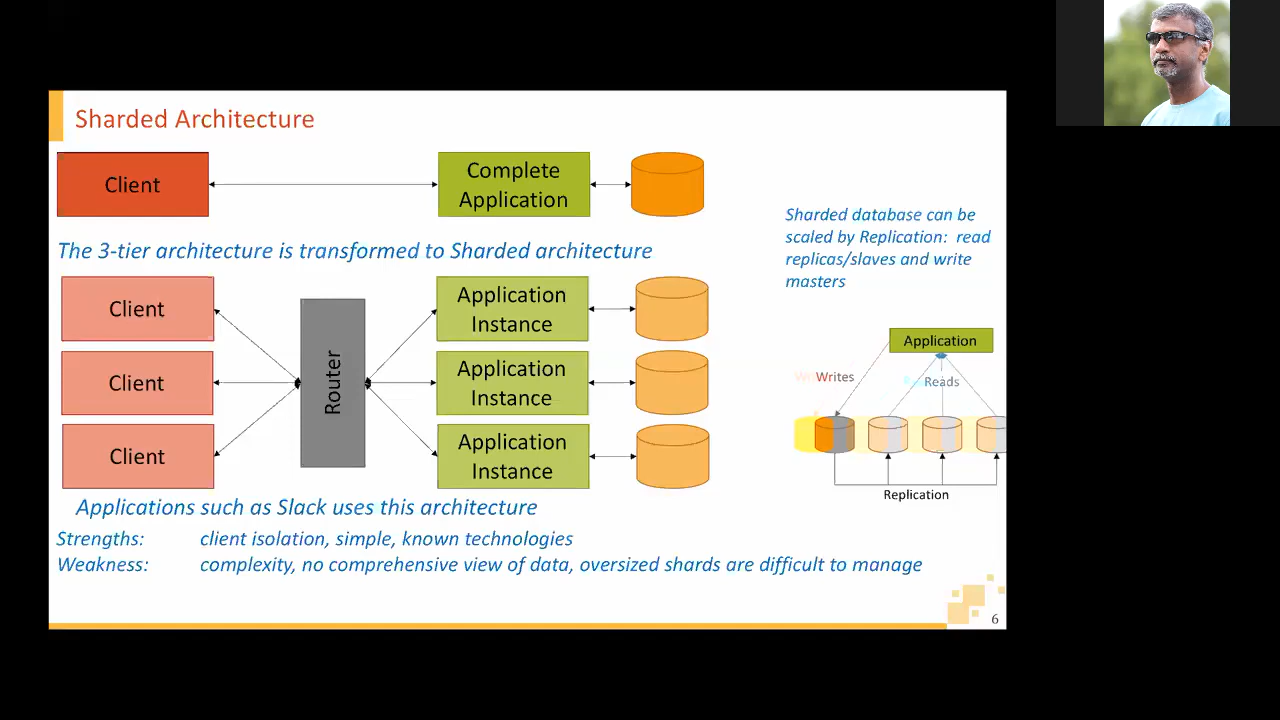 Sharded Architecture
Client
Complete
Application
The 3-tier architecture is transformed to Sharded architecture
Client
Client
Client
Router
Application
Instance
Application
Instance
Application
Instance
Applications such as Slack uses this architecture
Strengths: client isolation, simple, known technologies
Weakness: complexity, no comprehensive view of data, oversized shards are difficult to manage
Sharded database can be
scaled by Replication: read
replicas/slaves and write
masters
Application
Writes
Reads
Replication
6